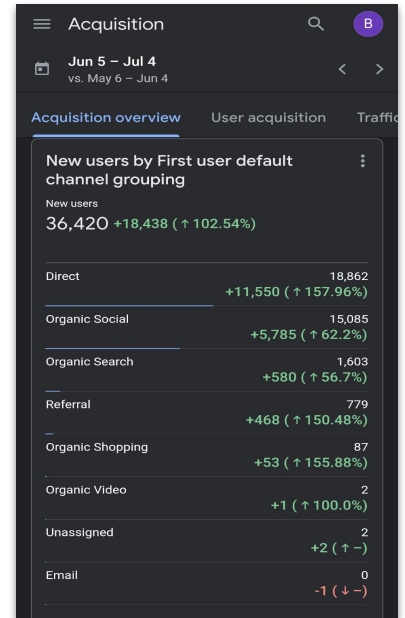 Acquisition
B
Jun 5 – Jul 4
vs. May 6 – Jun 4
Acquisition overview User acquisition Traffic
New users by First user default
channel grouping
New users
36,420 +18,438 (↑ 102.54%)
Direct 18,862
+11,550 (↑ 157.96%)
Organic Social 15,085
+5,785 (↑ 62.2%)
Organic Search 1,603
+580 (↑ 56.7%)
Referral 779
+468 (↑ 150.48%)
Organic Shopping 87
+53 (↑ 155.88%)
Organic Video 2
+1 (↑ 100.0%)
Unassigned 2
+2 (↑ –)
Email 0
-1 (↓ –)